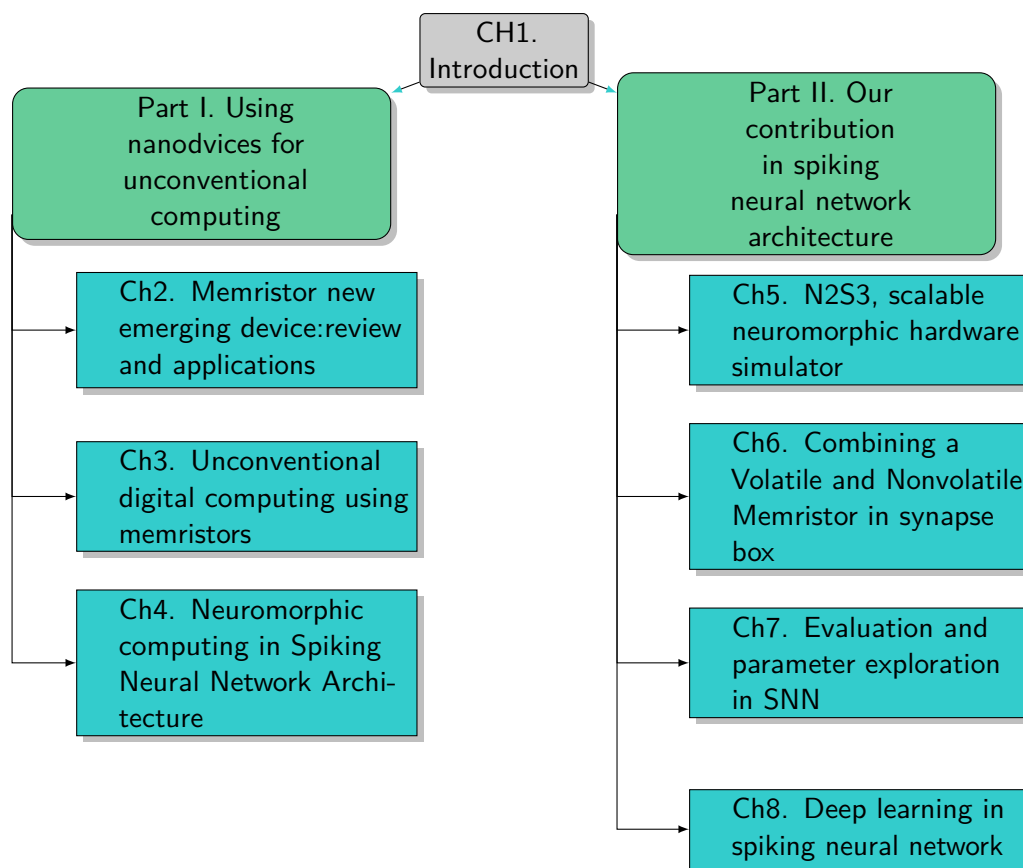 CH1.
Introduction
Part I. Using
nanodvices for
unconventional
computing
Ch2. Memristor new
emerging device:review
and applications
Ch3. Unconventional
digital computing using
memristors
Ch4. Neuromorphic
computing in Spiking
Neural Network Archi-
tecture
Part II. Our
contribution
in spiking
neural network
architecture
Ch5. N2S3, scalable
neuromorphic hardware
simulator
Ch6. Combining a
Volatile and Nonvolatile
Memristor in synapse
box
Ch7. Evaluation and
parameter exploration
in SNN
Ch8. Deep learning in
spiking neural network